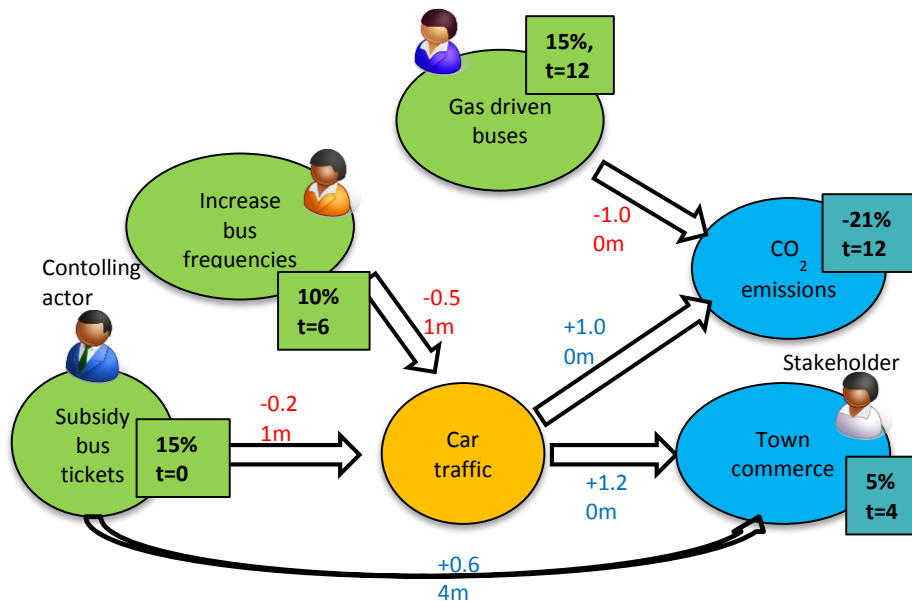 15%,
t=12
Gas driven
buses
Increase
bus
frequencies
10%
t=6
-1.0
0m
-21%
t=12
CO2
emissions
Contolling
actor
-0.5
1m
+1.0
0m
Stakeholder
Subsidy
bus
tickets
15%
t=0
-0.2
1m
Car
traffic
+1.2
0m
Town
commerce
5%
t=4
+0.6
4m